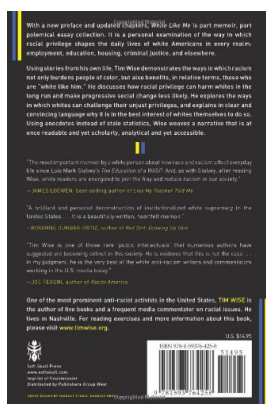 With a new preface and updated chapters, White Like Me is part memoir, part
polemical essay collection. It is a personal examination of the way in which
racial privilege shapes the daily lives of white Americans in every realm:
employment, education, housing, criminal justice, and elsewhere.
Using stories from his own life, Tim Wise demonstrates the ways in which racism
not only burdens people of color, but also benefits, in relative terms, those who
are "white like him." He discusses how racial privilege can harm whites in the
long run and make progressive social change less likely. He explores the ways
in which whites can challenge their unjust privileges, and explains in clear and
convincing language why it is in the best interest of whites themselves to do so.
Using anecdotes instead of stale statistics, Wise weaves a narrative that is at
once readable and yet scholarly, analytical and yet accessible.
"The most important memoir by a white person about how race and racism affect everyday
life since Lois Mark Stalvey's The Education of a WASP. And, as with Stalvey, after reading
Wise, white readers are energized to join the fray and reduce racism in our society."
—JAMES LOEWEN, best-selling author of Lies My Teacher Told Me
"A brilliant and personal deconstruction of institutionalized white supremacy in the
United States . . . It is a beautifully written, heartfelt memoir."
—ROXANNE DUNBAR-ORTIZ, author of Red Dirt: Growing Up Okie
"Tim Wise is one of those rare 'public intellectuals' that numerous authors have
suggested are becoming extinct in this society. He is evidence that this is not the case . . .
in my judgment, he is the very best of the white anti-racism writers and commentators
working in the U.S. media today."
—JOE FEAGIN, author of Racist America
One of the most prominent anti-racist activists in the United States, TIM WISE is
the author of five books and a frequent media commentator on racial issues. He
lives in Nashville. For reading exercises and more information about this book,
please visit www.timwise.org.
U.S. $14.95
ISBN 978-1-59376-425-8
51495
9 781593 764258
Soft Skull Press
www.softskull.com
Imprint of Counterpoint
Distributed by Publishers Group West
Copyrighted Material